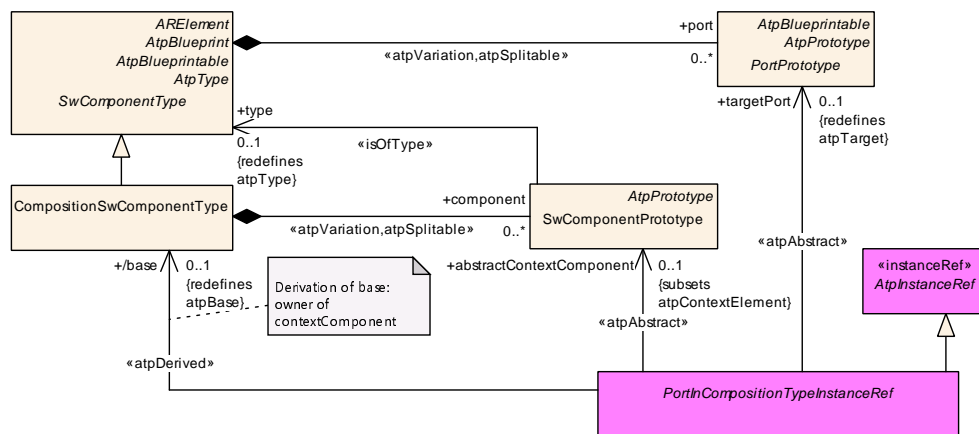 ARElement
AtpBlueprint
AtpBlueprintable
AtpType
SwComponentType
+port
«atpVariation,atpSplitable»
0..*
AtpBlueprintable
AtpPrototype
PortPrototype
+type
0..1
{redefines
atpType}
«isOfType»
+targetPort
0..1
{redefines
atpTarget}
CompositionSwComponentType
+component
«atpVariation,atpSplitable»
0..*
AtpPrototype
SwComponentPrototype
«atpAbstract»
+/base
0..1
{redefines
atpBase}
Derivation of base:
owner of
contextComponent
+abstractContextComponent
0..1
{subsets
atpContextElement}
«atpAbstract»
«instanceRef»
AtpInstanceRef
«atpDerived»
PortInCompositionTypeInstanceRef